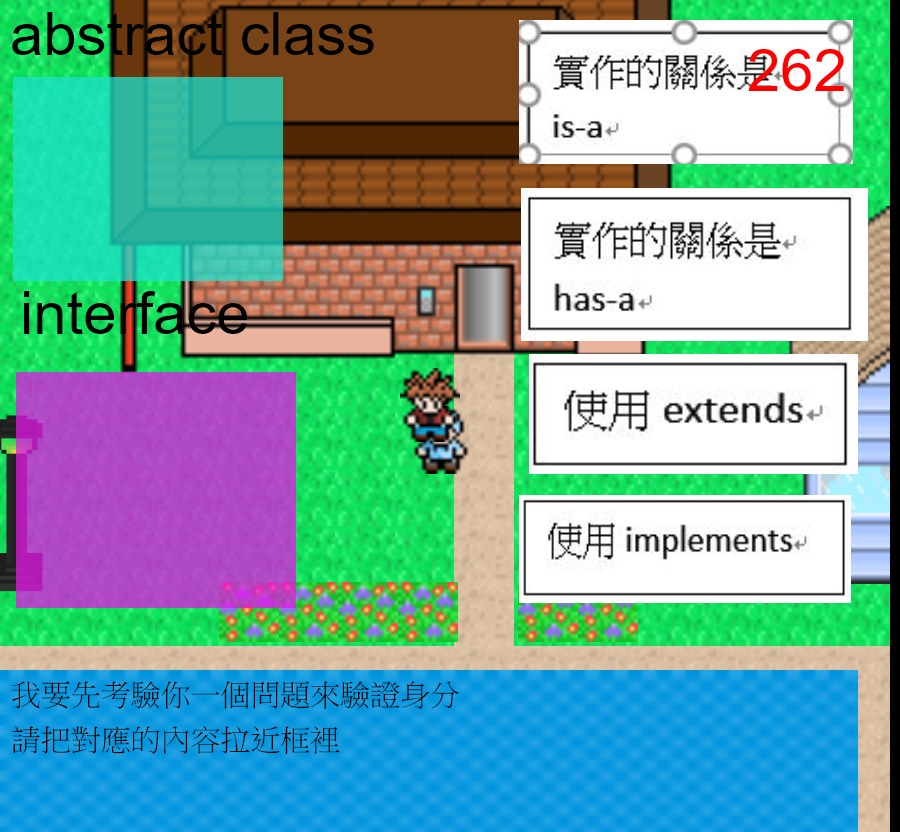 abstract class
interface
實作的關係是
262
is-a
實作的關係是
has-a
使用 extends
使用 implements
我要先考驗你一個問題來驗證身分
請把對應的內容拉近框裡